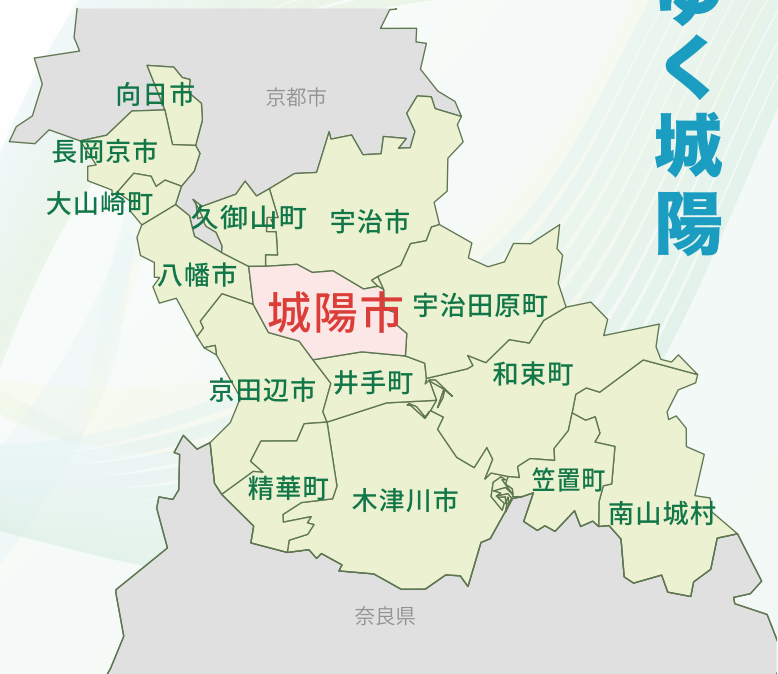 ゆく城陽
向日市
京都市
長岡京市
大山崎町
久御山町
宇治市
八幡市
城陽市
宇治田原町
京田辺市
井手町
和束町
精華町
木津川市
笠置町
南山城村
奈良県